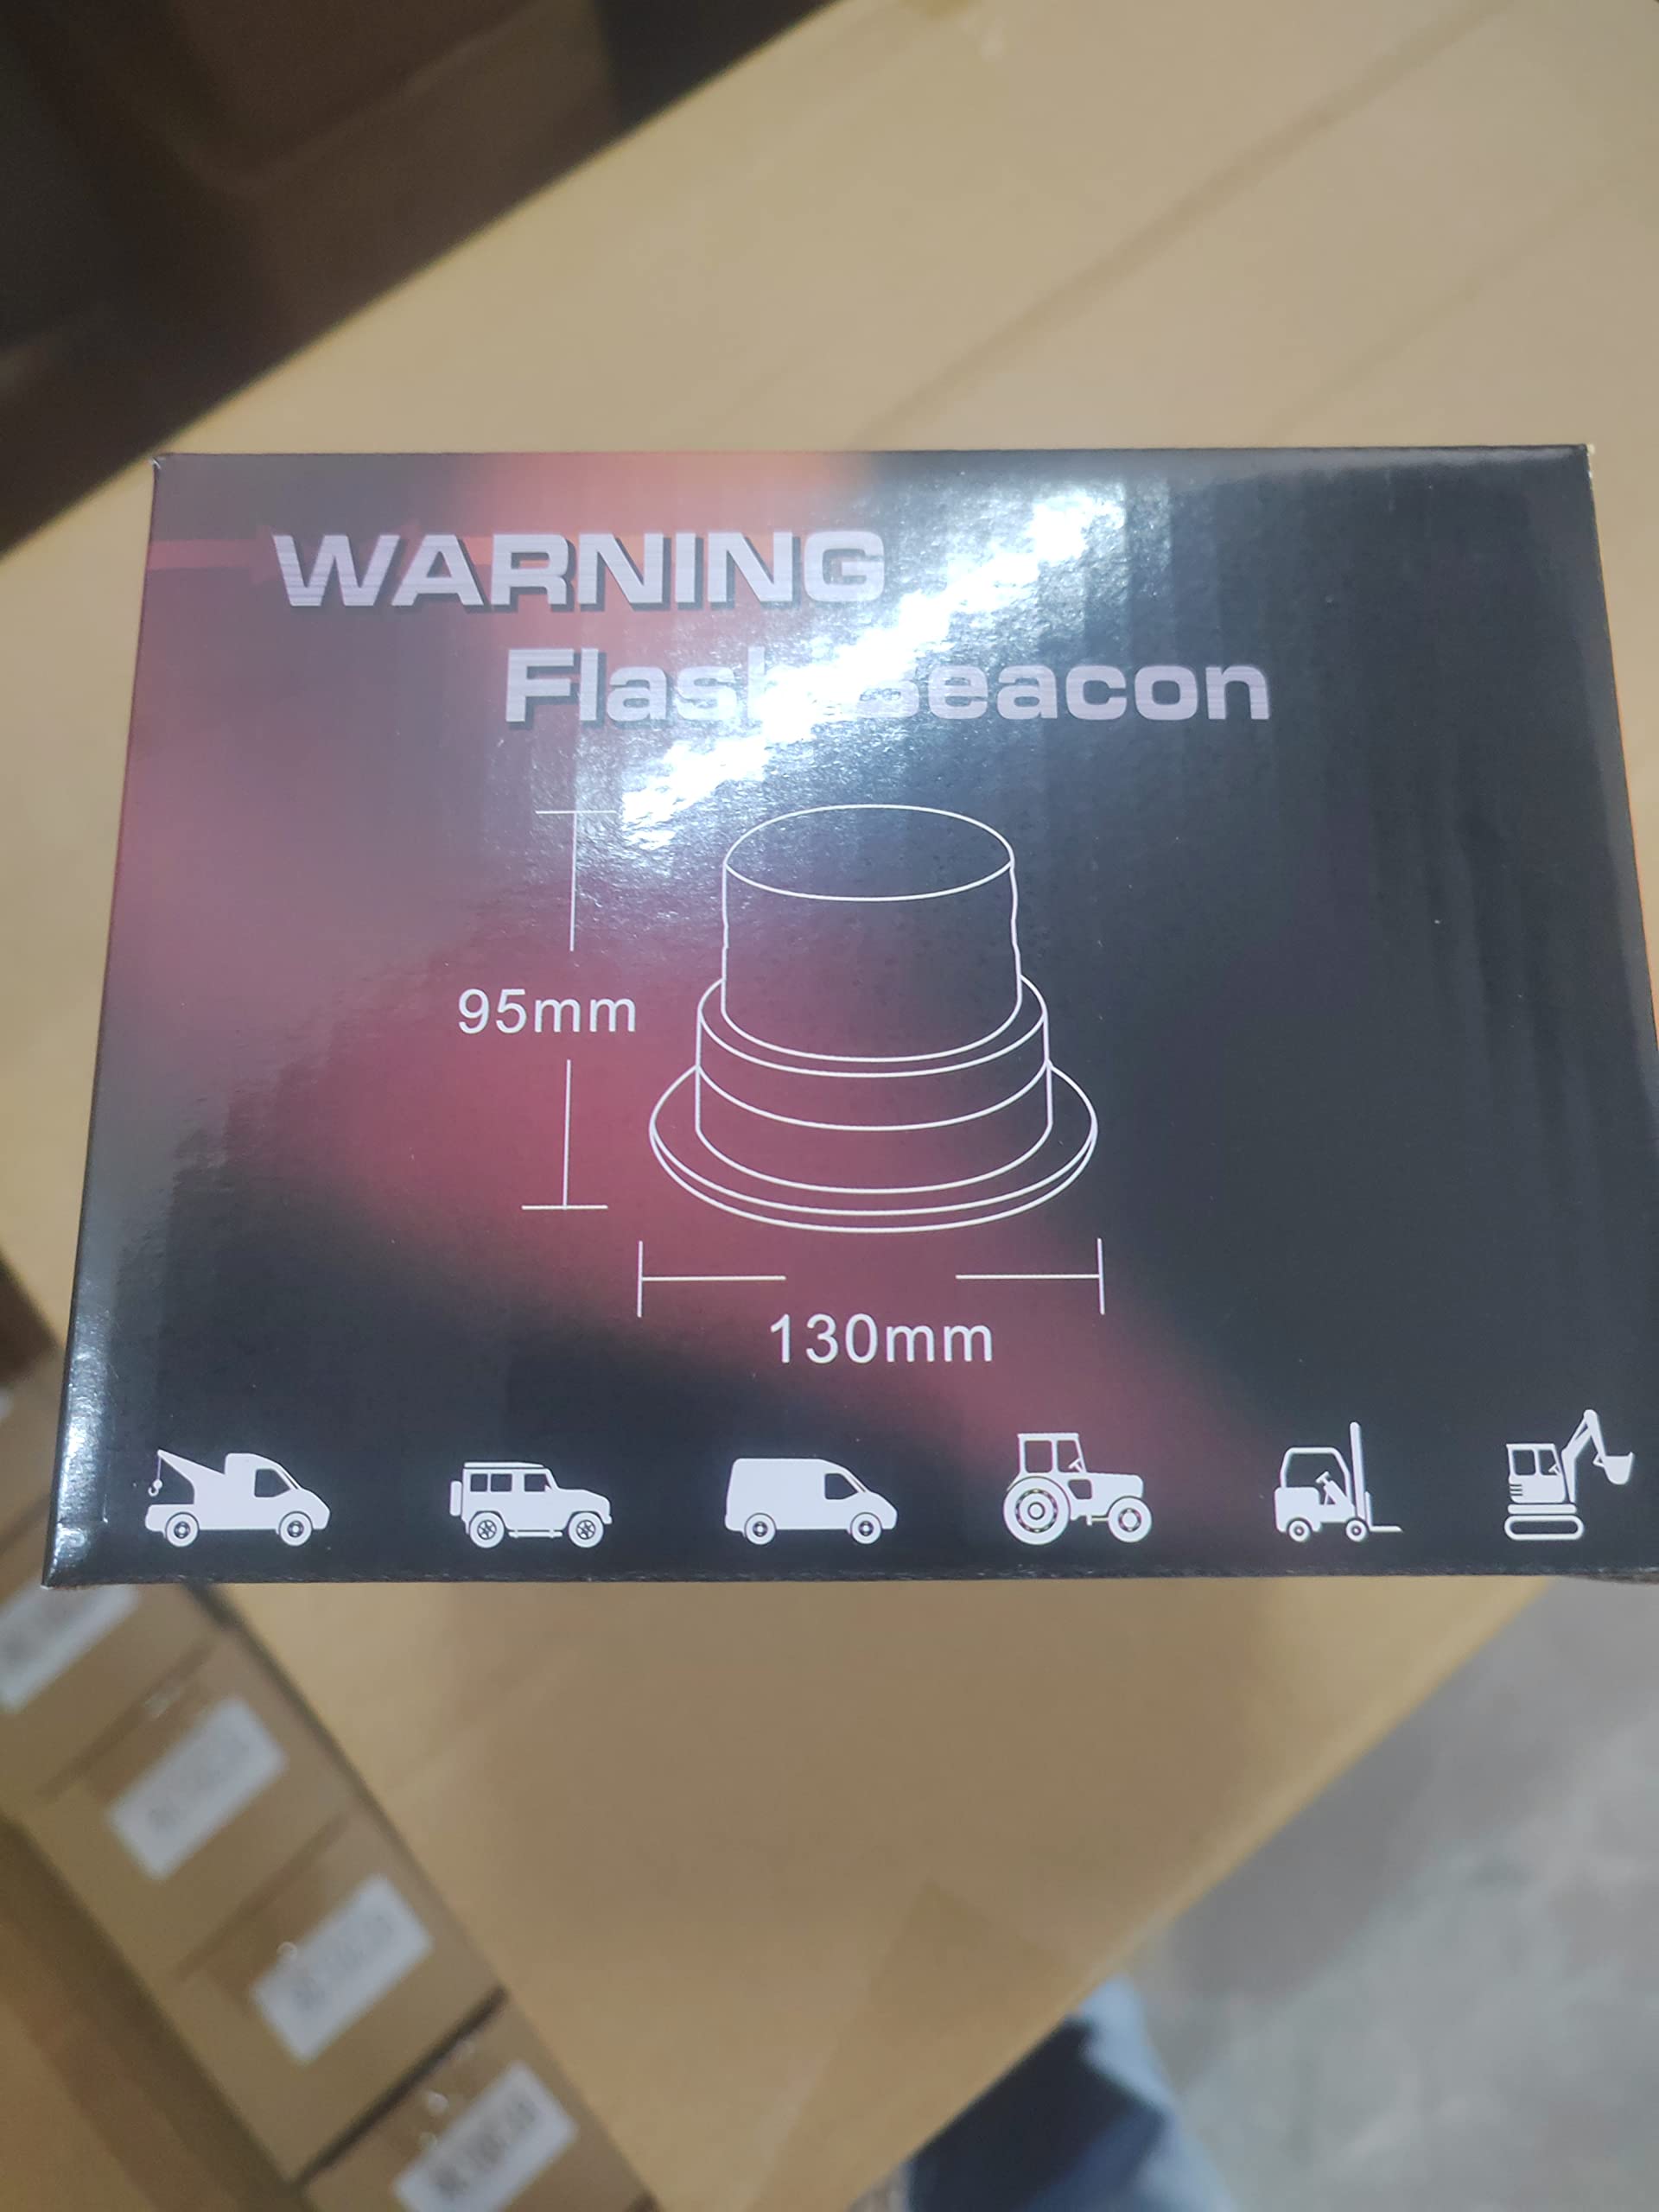 WARNING
Flash Beacon
95mm
130mm